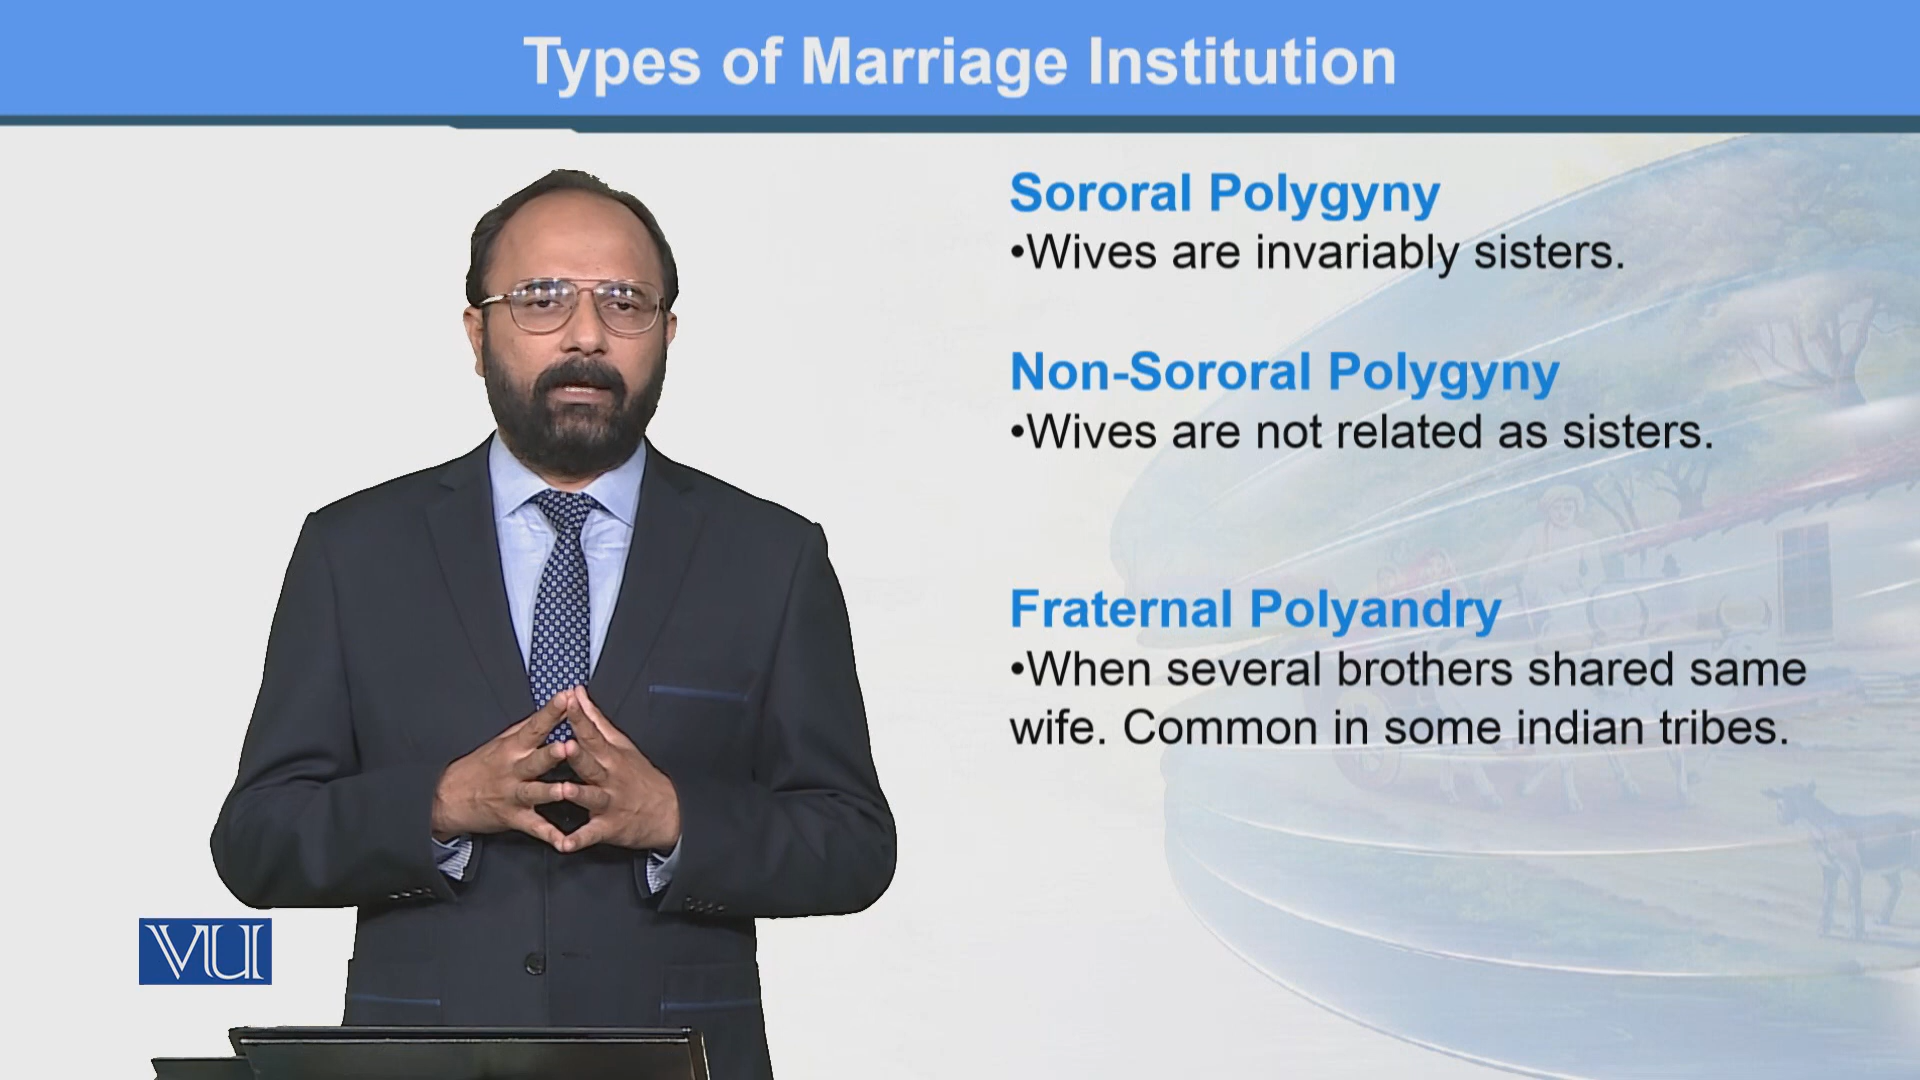 Types of Marriage Institution
Sororal Polygyny
•Wives are invariably sisters.
Non-Sororal Polygyny
•Wives are not related as sisters.
Fraternal Polyandry
•When several brothers shared same
wife. Common in some indian tribes.
VU